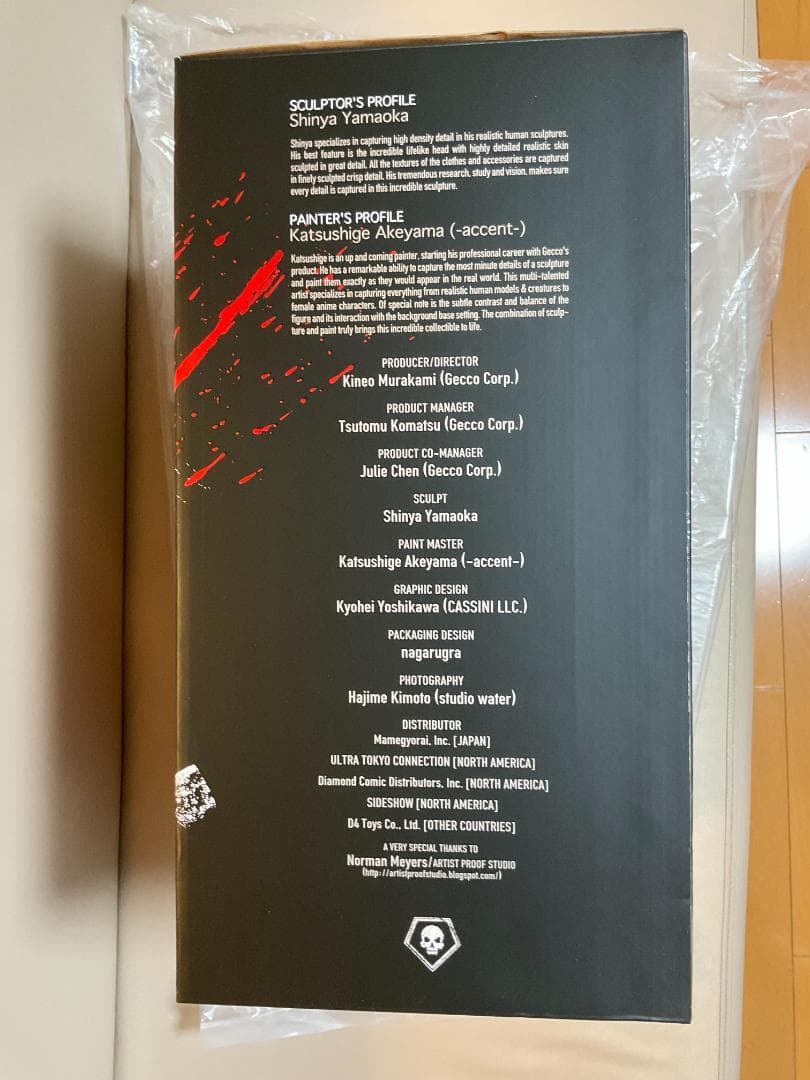 SCULPTOR'S PROFILE
Shinya Yamaoka
Shinya specializes in capturing high density detail in his realistic human sculptures.
His best feature is the incredible lifelike head with highly detailed realistic skin
sculpted in great detail. All the textures of the clothes and accessories are captured
in finely sculpted crisp detail. His tremendous research, study and vision, makes sure
every detail is captured in this incredible sculpture.
PAINTER'S PROFILE
Katsushige Akeyama (-accent-)
Katsushige is an up and coming painter, starting his professional career with Gecco's
product. He has a remarkable ability to capture the most minute details of a sculpture
and paint them exactly as they would appear in the real world. This multi-talented
artist specializes in capturing everything from realistic human models & creatures to
female anime characters. Of special note is the subtle contrast and balance of the
figure and its interaction with the background base setting. The combination of sculp-
ture and paint truly brings this incredible collectible to life.
PRODUCER/DIRECTOR
Kineo Murakami (Gecco Corp.)
PRODUCT MANAGER
Tsutomu Komatsu (Gecco Corp.)
PRODUCT CO-MANAGER
Julie Chen (Gecco Corp.)
SCULPT
Shinya Yamaoka
PAINT MASTER
Katsushige Akeyama (-accent-)
GRAPHIC DESIGN
Kyohei Yoshikawa (CASSINI LLC.)
PACKAGING DESIGN
nagarugra
PHOTOGRAPHY
Hajime Kimoto (studio water)
DISTRIBUTOR
Mamegyorai, Inc. [JAPAN]
ULTRA TOKYO CONNECTION [NORTH AMERICA]
Diamond Comic Distributors, Inc. [NORTH AMERICA]
SIDESHOW [NORTH AMERICA]
D4 Toys Co., Ltd. [OTHER COUNTRIES]
A VERY SPECIAL THANKS TO
Norman Meyers/ARTIST PROOF STUDIO
(http://artistproofstudio.blogspot.com/)